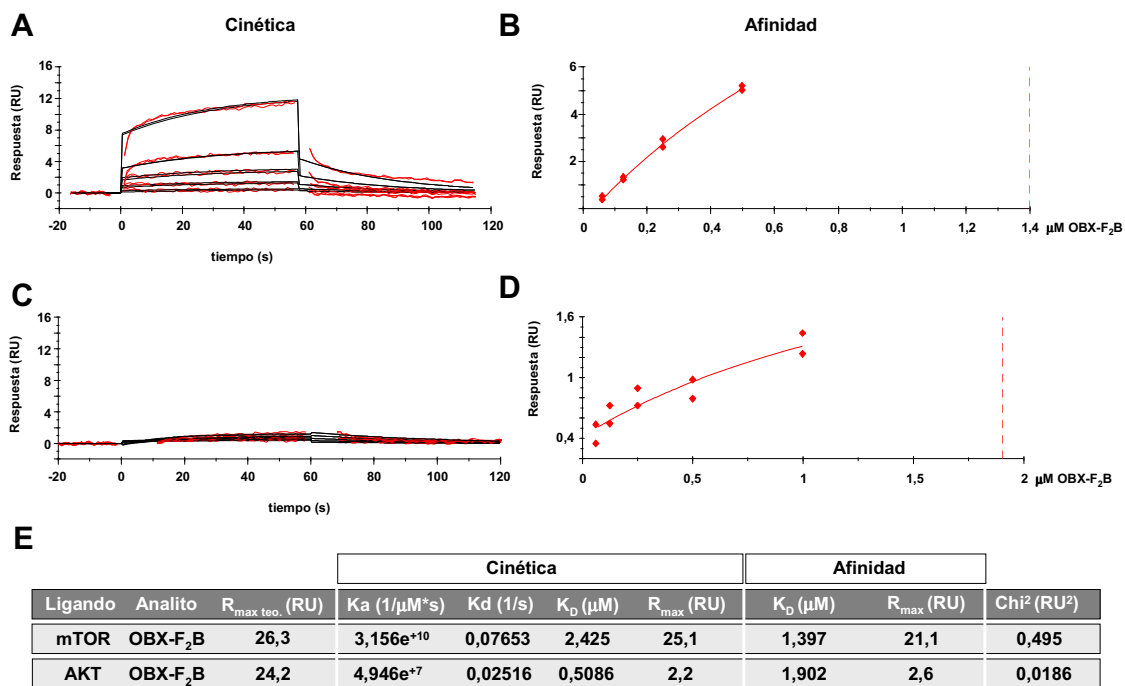 A Cinética
B Afinidad
Respuesta (RU)
16
12
8
4
0
-20 0 20 40 60 80 100 120
tiempo (s)
Respuesta (RU)
6
4
2
0 0,2 0,4 0,6 0,8 1 1,2 1,4 μM OBX-F₂B
C
D
Respuesta (RU)
16
12
8
4
0
-20 0 20 40 60 80 100 120
tiempo (s)
Respuesta (RU)
1,6
1
0,4
0 0,5 1 1,5 2 μM OBX-F₂B
E
Cinética Afinidad
Ligando Analito R max teo. (RU) Ka (1/μM*s) Kd (1/s) K_D (μM) R max (RU) K_D (μM) R max (RU) Chi² (RU²)
mTOR OBX-F₂B 26,3 3,156e⁺¹⁰ 0,07653 2,425 25,1 1,397 21,1 0,495
AKT OBX-F₂B 24,2 4,946e⁺⁷ 0,02516 0,5086 2,2 1,902 2,6 0,0186